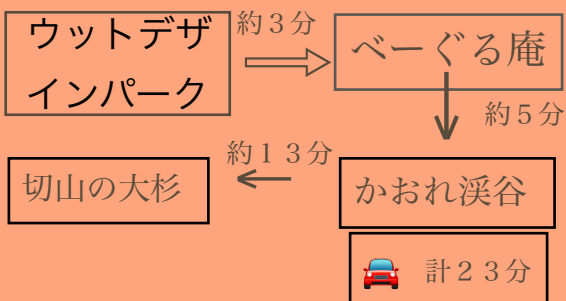 ウットデザ
インパーク
約３分
べーぐる庵
約５分
かおれ渓谷
約１３分
切山の大杉
🚗 計２３分